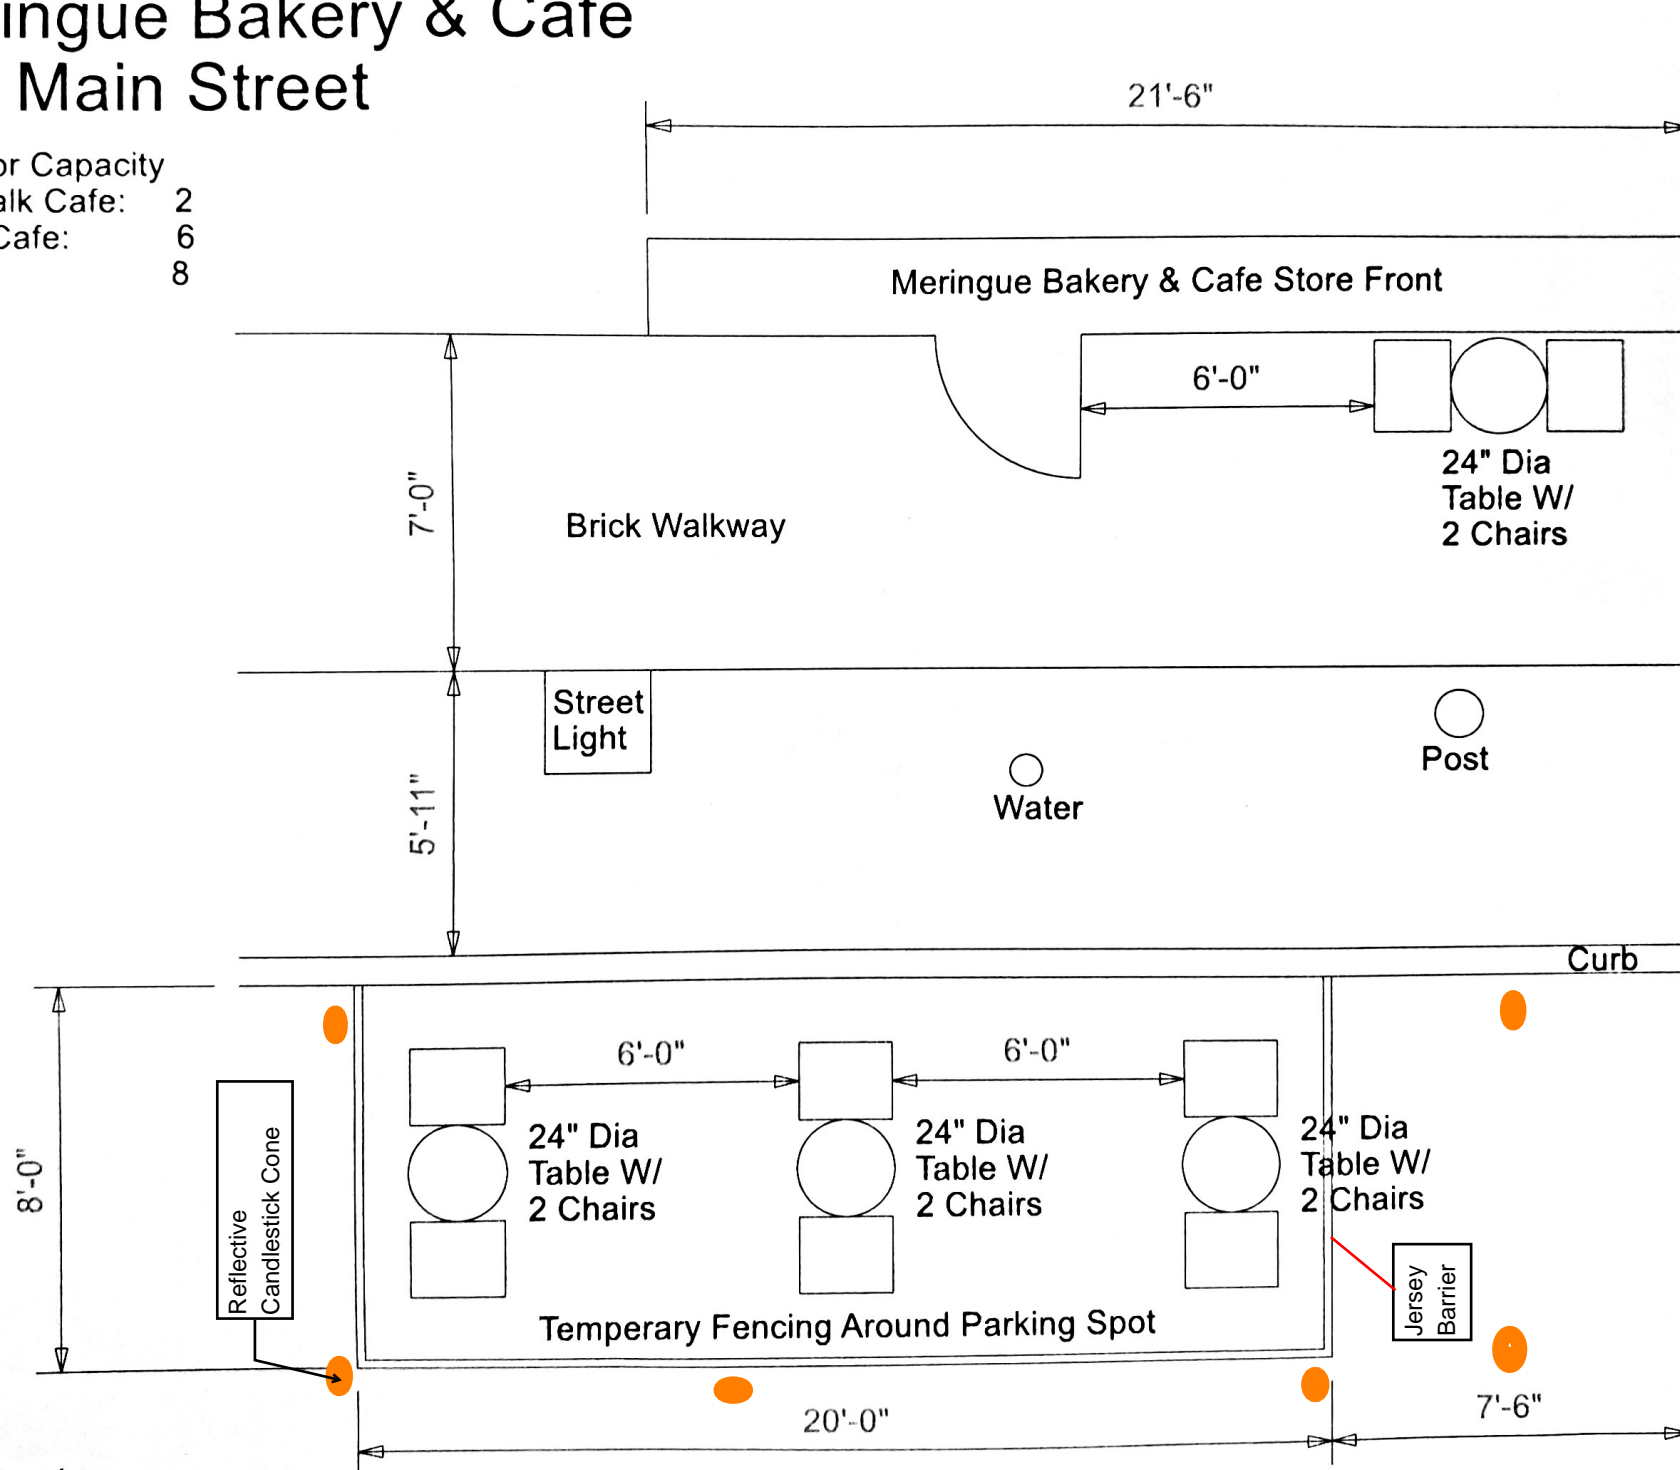 ingue Bakery & Cafe
Main Street
or Capacity
alk Cafe: 2
Cafe: 6
8
21'-6"
Meringue Bakery & Cafe Store Front
6'-0"
24" Dia
Table W/
2 Chairs
7'-0"
Brick Walkway
Street
Light
Post
Water
5'-11"
Curb
6'-0"
6'-0"
24" Dia
Table W/
2 Chairs
24" Dia
Table W/
2 Chairs
24" Dia
Table W/
2 Chairs
8'-0"
Reflective
Candlestick Cone
Jersey
Barrier
Temperary Fencing Around Parking Spot
20'-0"
7'-6"